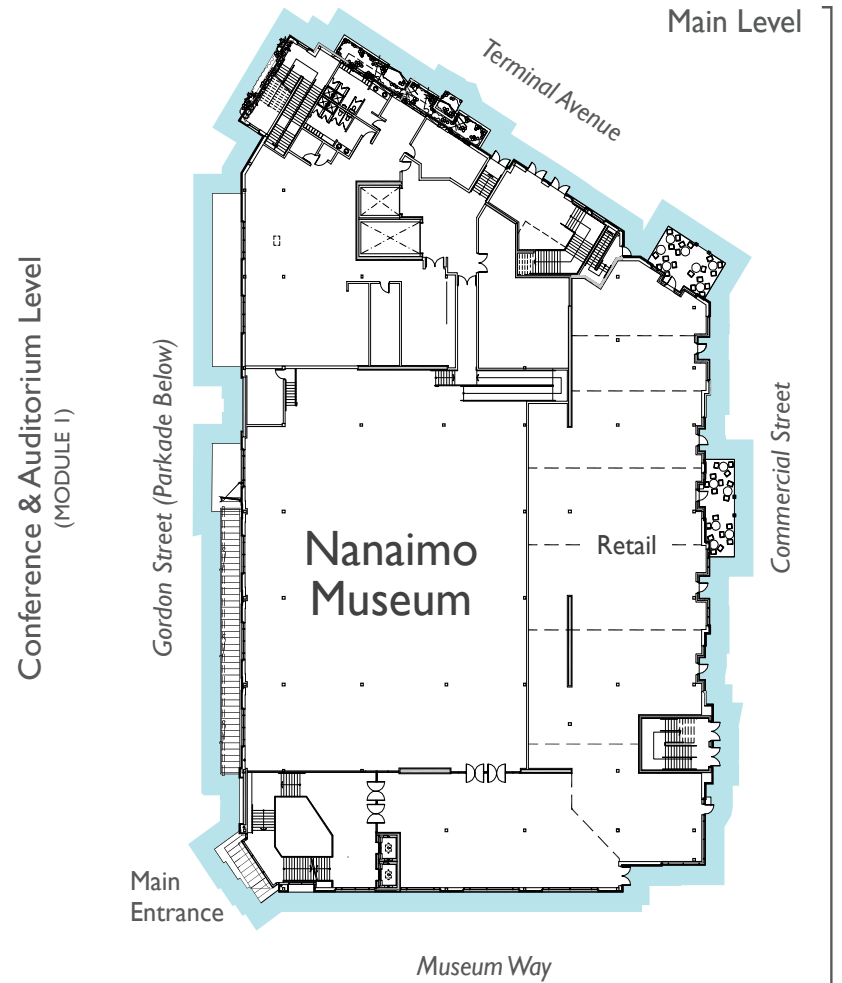 Main Level
Terminal Avenue
Conference & Auditorium Level
(MODULE 1)
Gordon Street (Parkade Below)
Commercial Street
Nanaimo
Museum
Retail
Main
Entrance
Museum Way